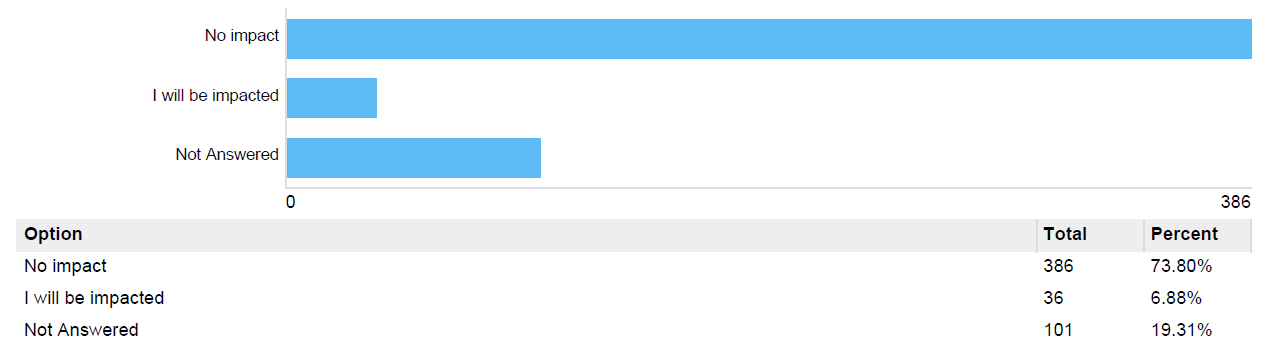 No impact
I will be impacted
Not Answered
0 386
Option Total Percent
No impact 386 73.80%
I will be impacted 36 6.88%
Not Answered 101 19.31%